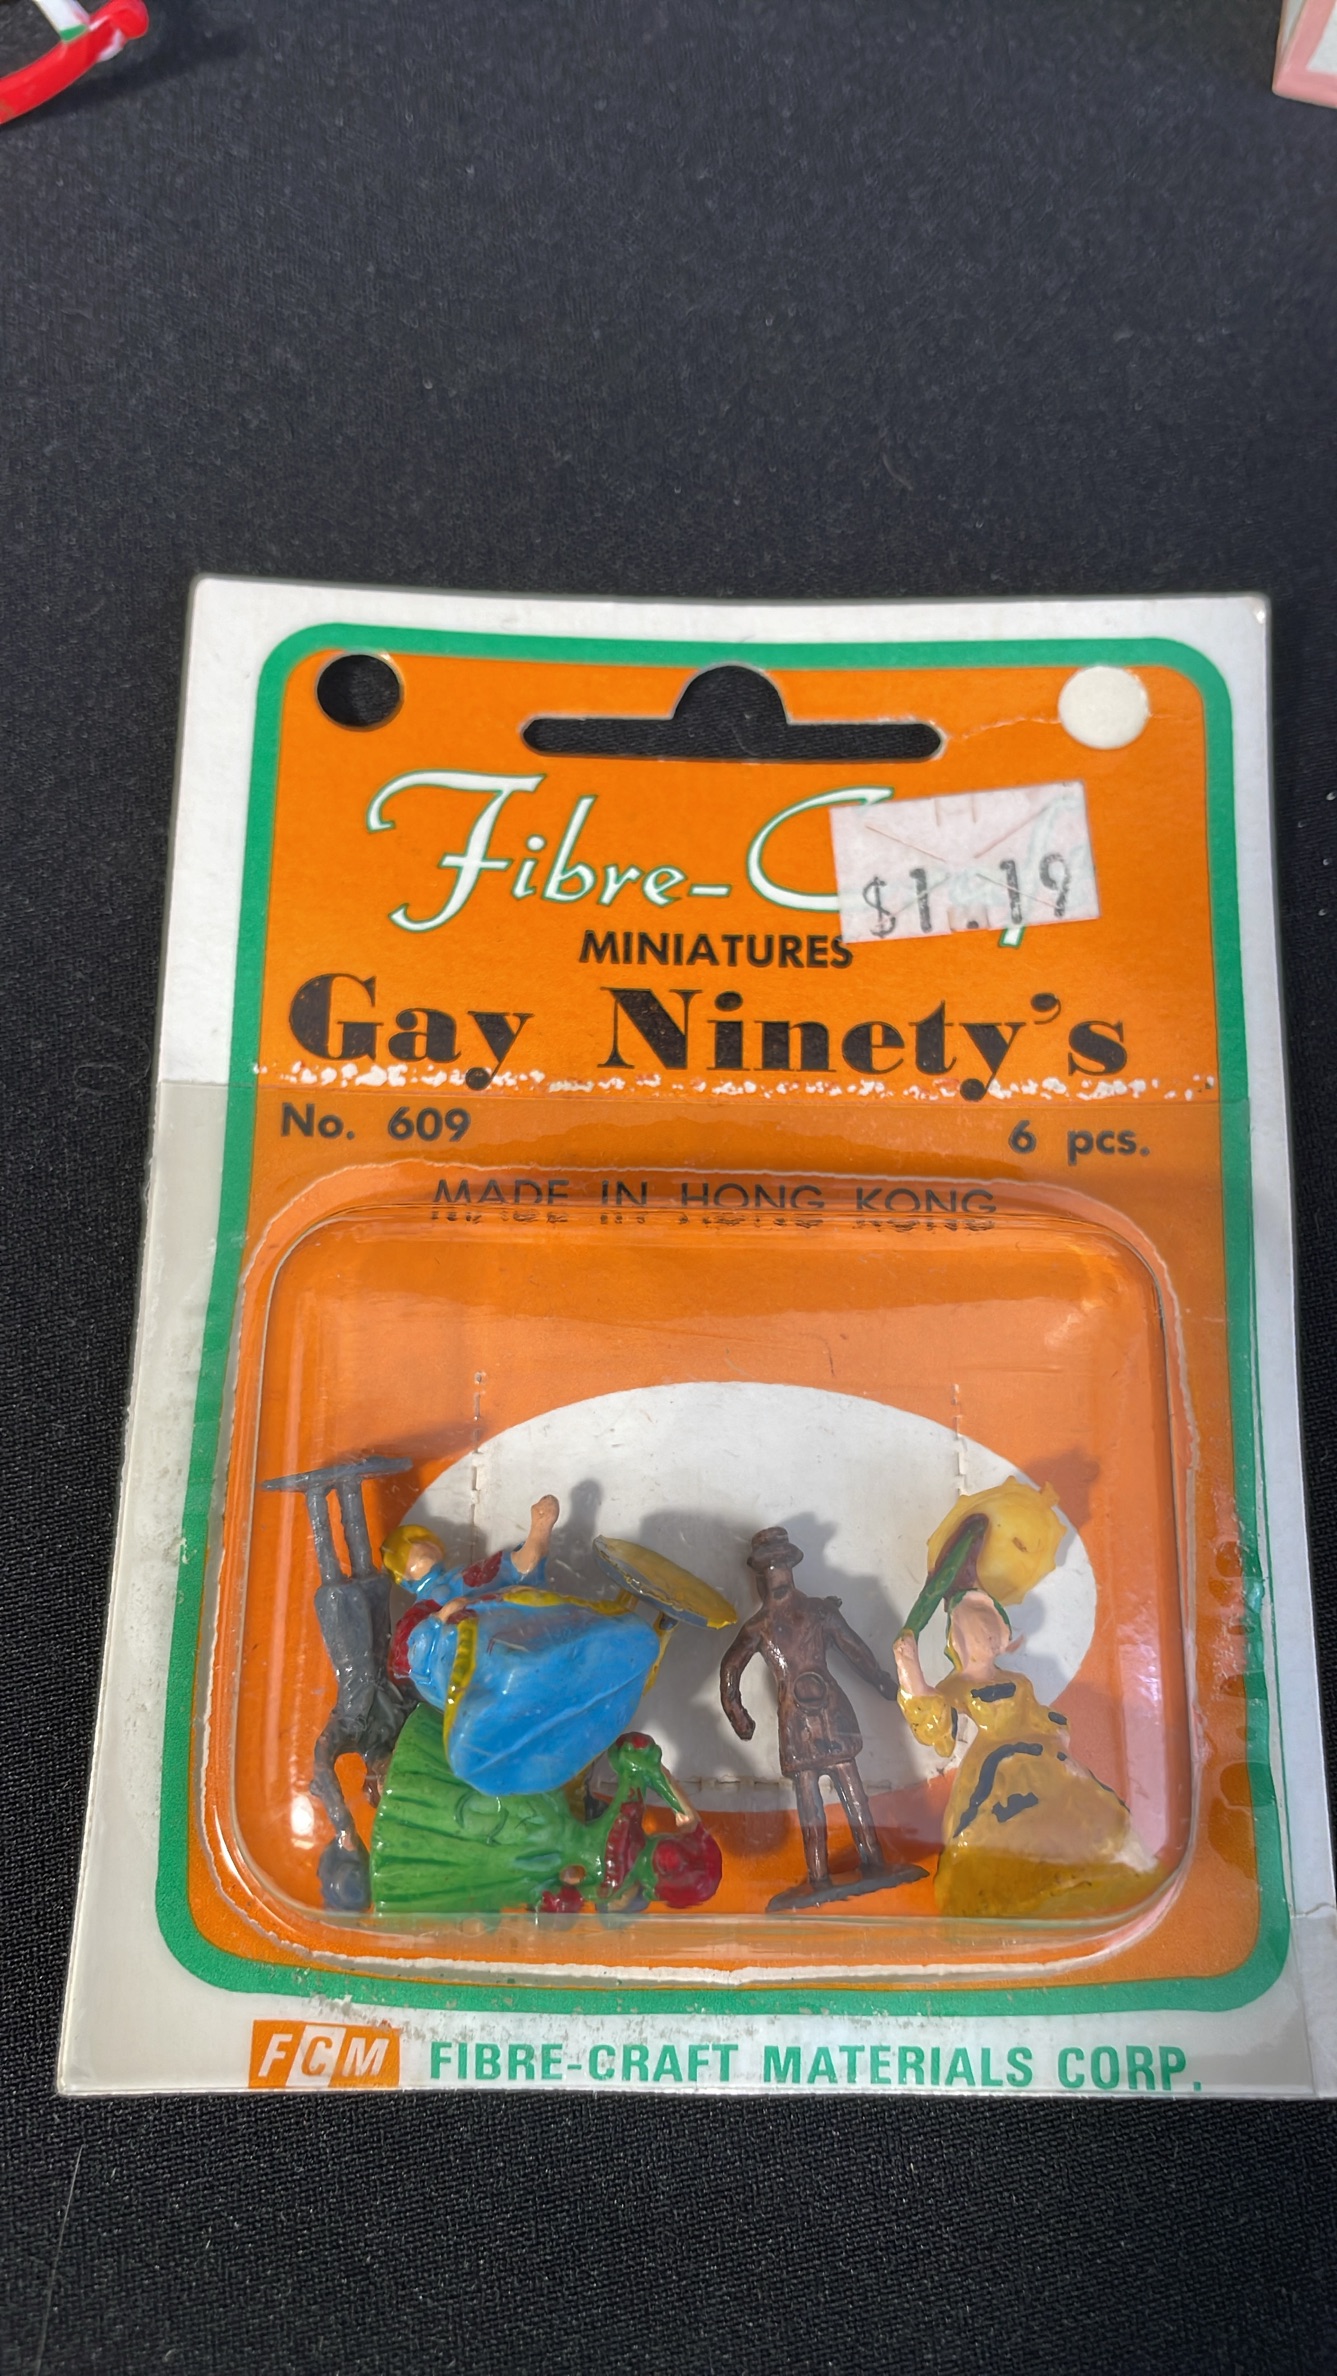 Fibre-C
$1.19
MINIATURES
Gay Ninety's
No. 609 6 pcs.
MADE IN HONG KONG
FCM FIBRE-CRAFT MATERIALS CORP.